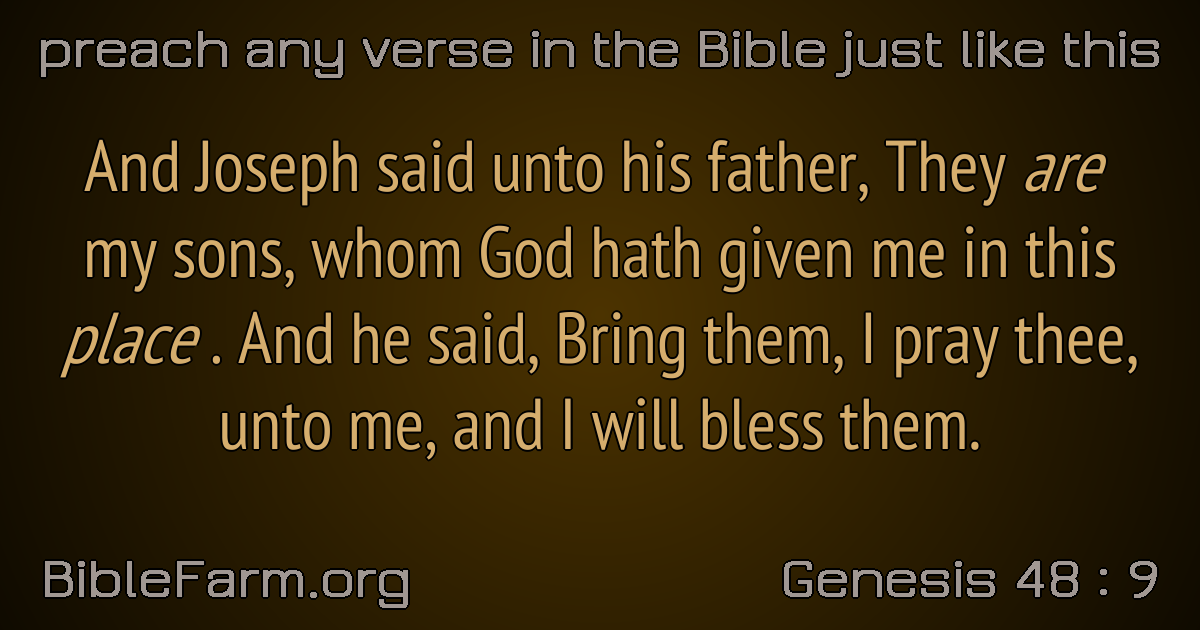 preach any verse in the Bible just like this
And Joseph said unto his father, They are
my sons, whom God hath given me in this
place . And he said, Bring them, I pray thee,
unto me, and I will bless them.
BibleFarm.org
Genesis 48 : 9